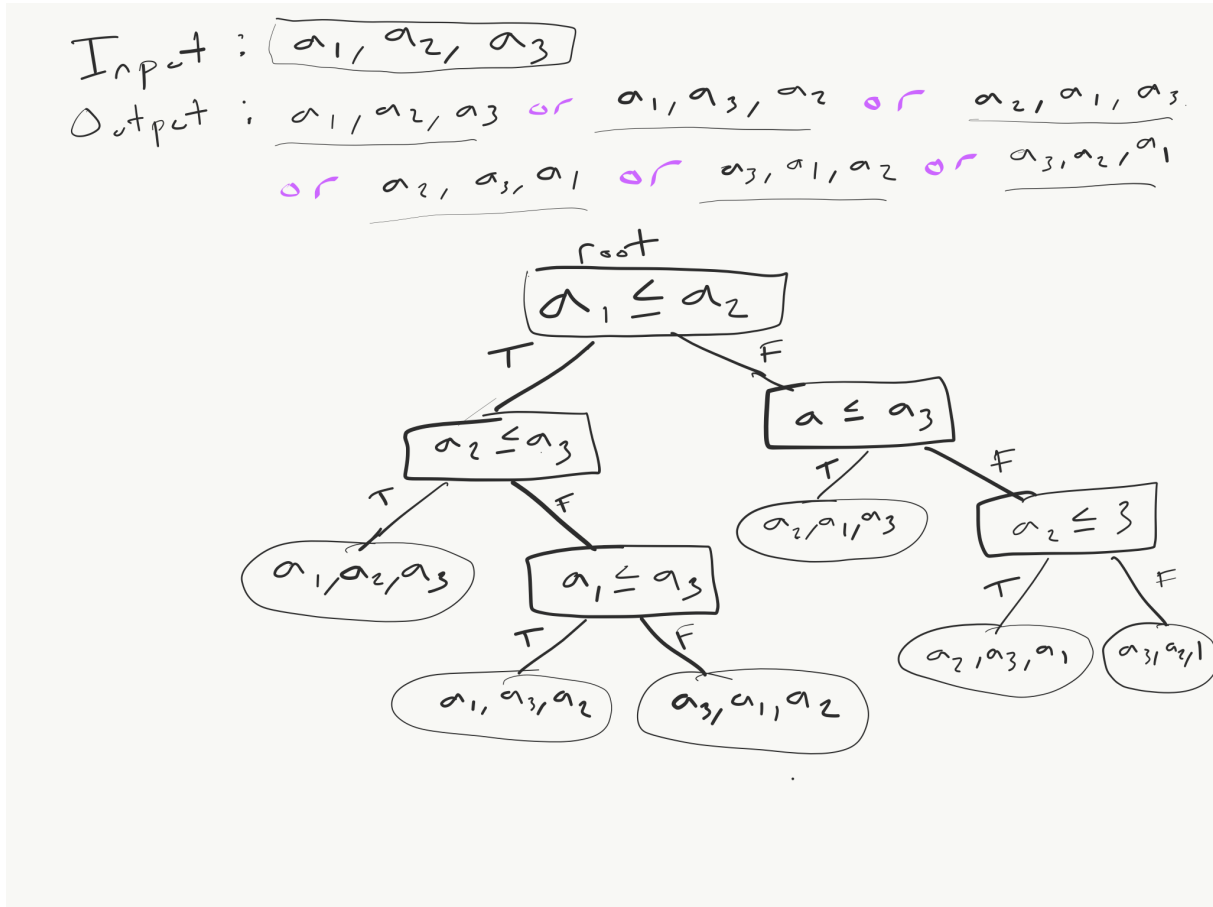 Input : a1, a2, a3
Output : a1, a2, a3 or a1, a3, a2 or a2, a1, a3
or a2, a3, a1 or a3, a1, a2 or a3, a2, a1
root
a1 ≤ a2
T F
a ≤ a3
a2 ≤ a3
T F
T F
a2, a1, a3
a2 ≤ 3
a1, a2, a3
a1 ≤ a3
T F
T F
a2, a3, a1
a3, a2, 1
a1, a3, a2
a3, a1, a2